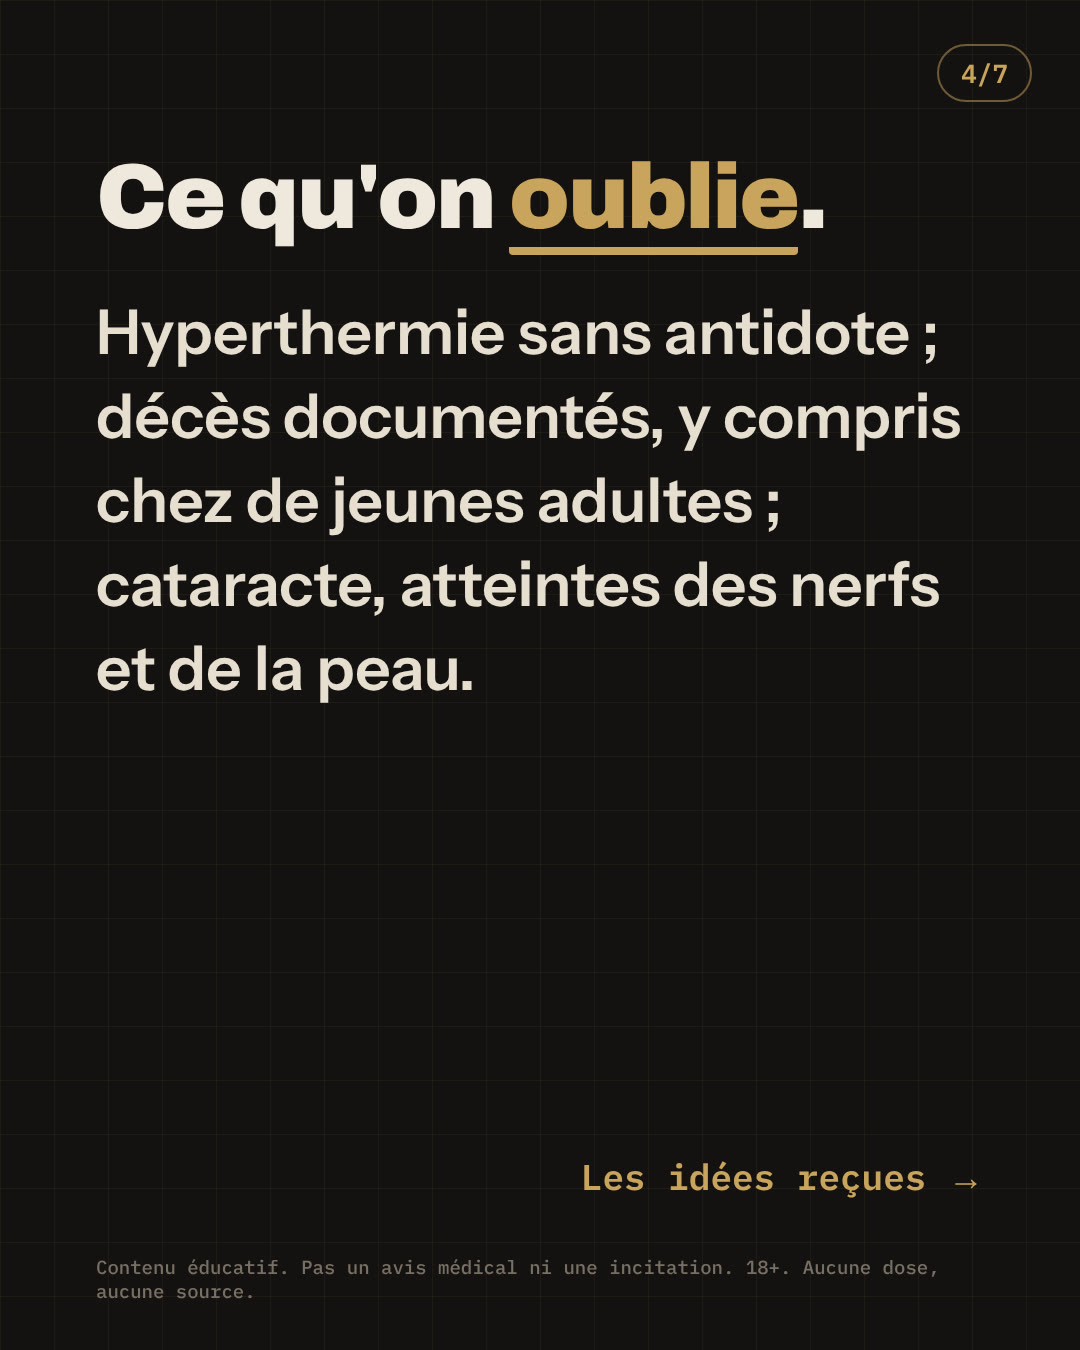 4/7
Ce qu'on oublie.
Hyperthermie sans antidote ;
décès documentés, y compris
chez de jeunes adultes ;
cataracte, atteintes des nerfs
et de la peau.
Les idées reçues →
Contenu éducatif. Pas un avis médical ni une incitation. 18+. Aucune dose,
aucune source.